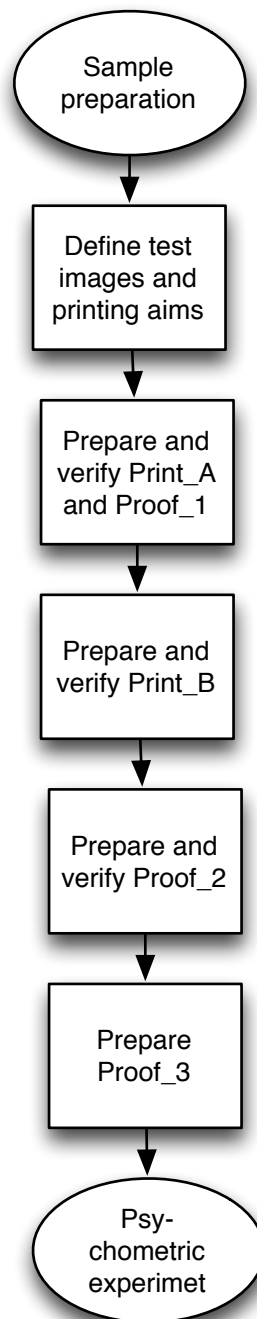 Sample
preparation
Define test
images and
printing aims
Prepare and
verify Print_A
and Proof_1
Prepare and
verify Print_B
Prepare and
verify Proof_2
Prepare
Proof_3
Psy-
chometric
experimet